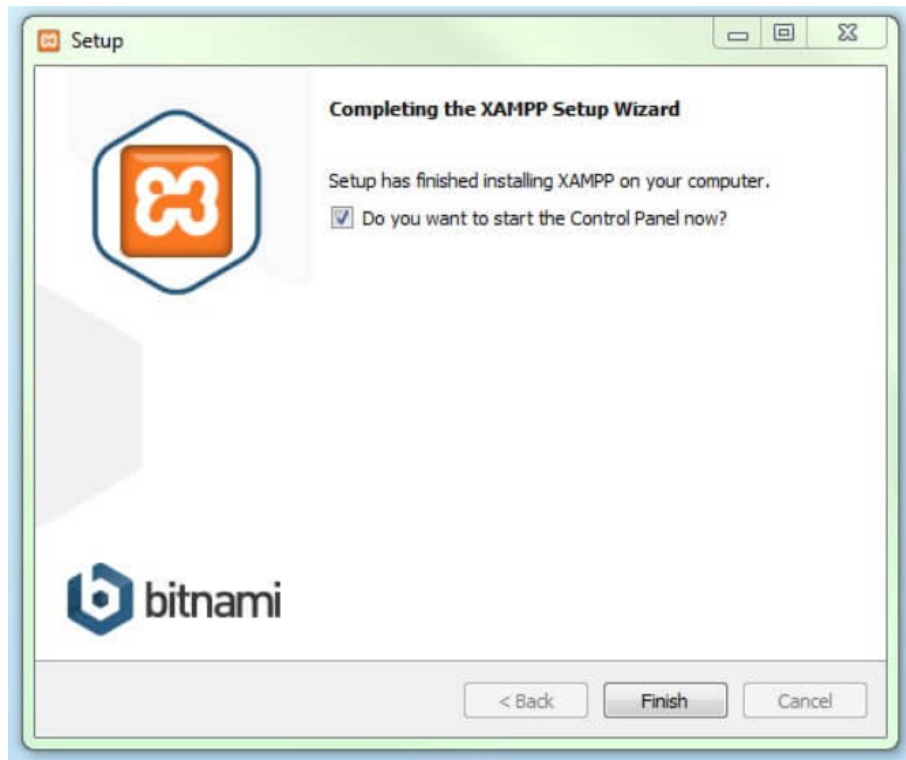 Setup
Completing the XAMPP Setup Wizard
Setup has finished installing XAMPP on your computer.
Do you want to start the Control Panel now?
bitnami
< Back
Finish
Cancel